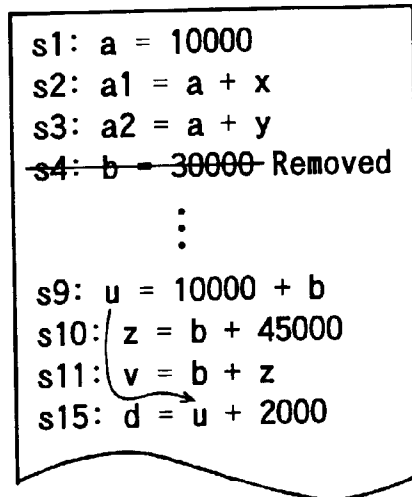 s1: a = 10000
s2: a1 = a + x
s3: a2 = a + y
s4: b = 30000 Removed
⋮
s9: u = 10000 + b
s10: z = b + 45000
s11: v = b + z
s15: d = u + 2000